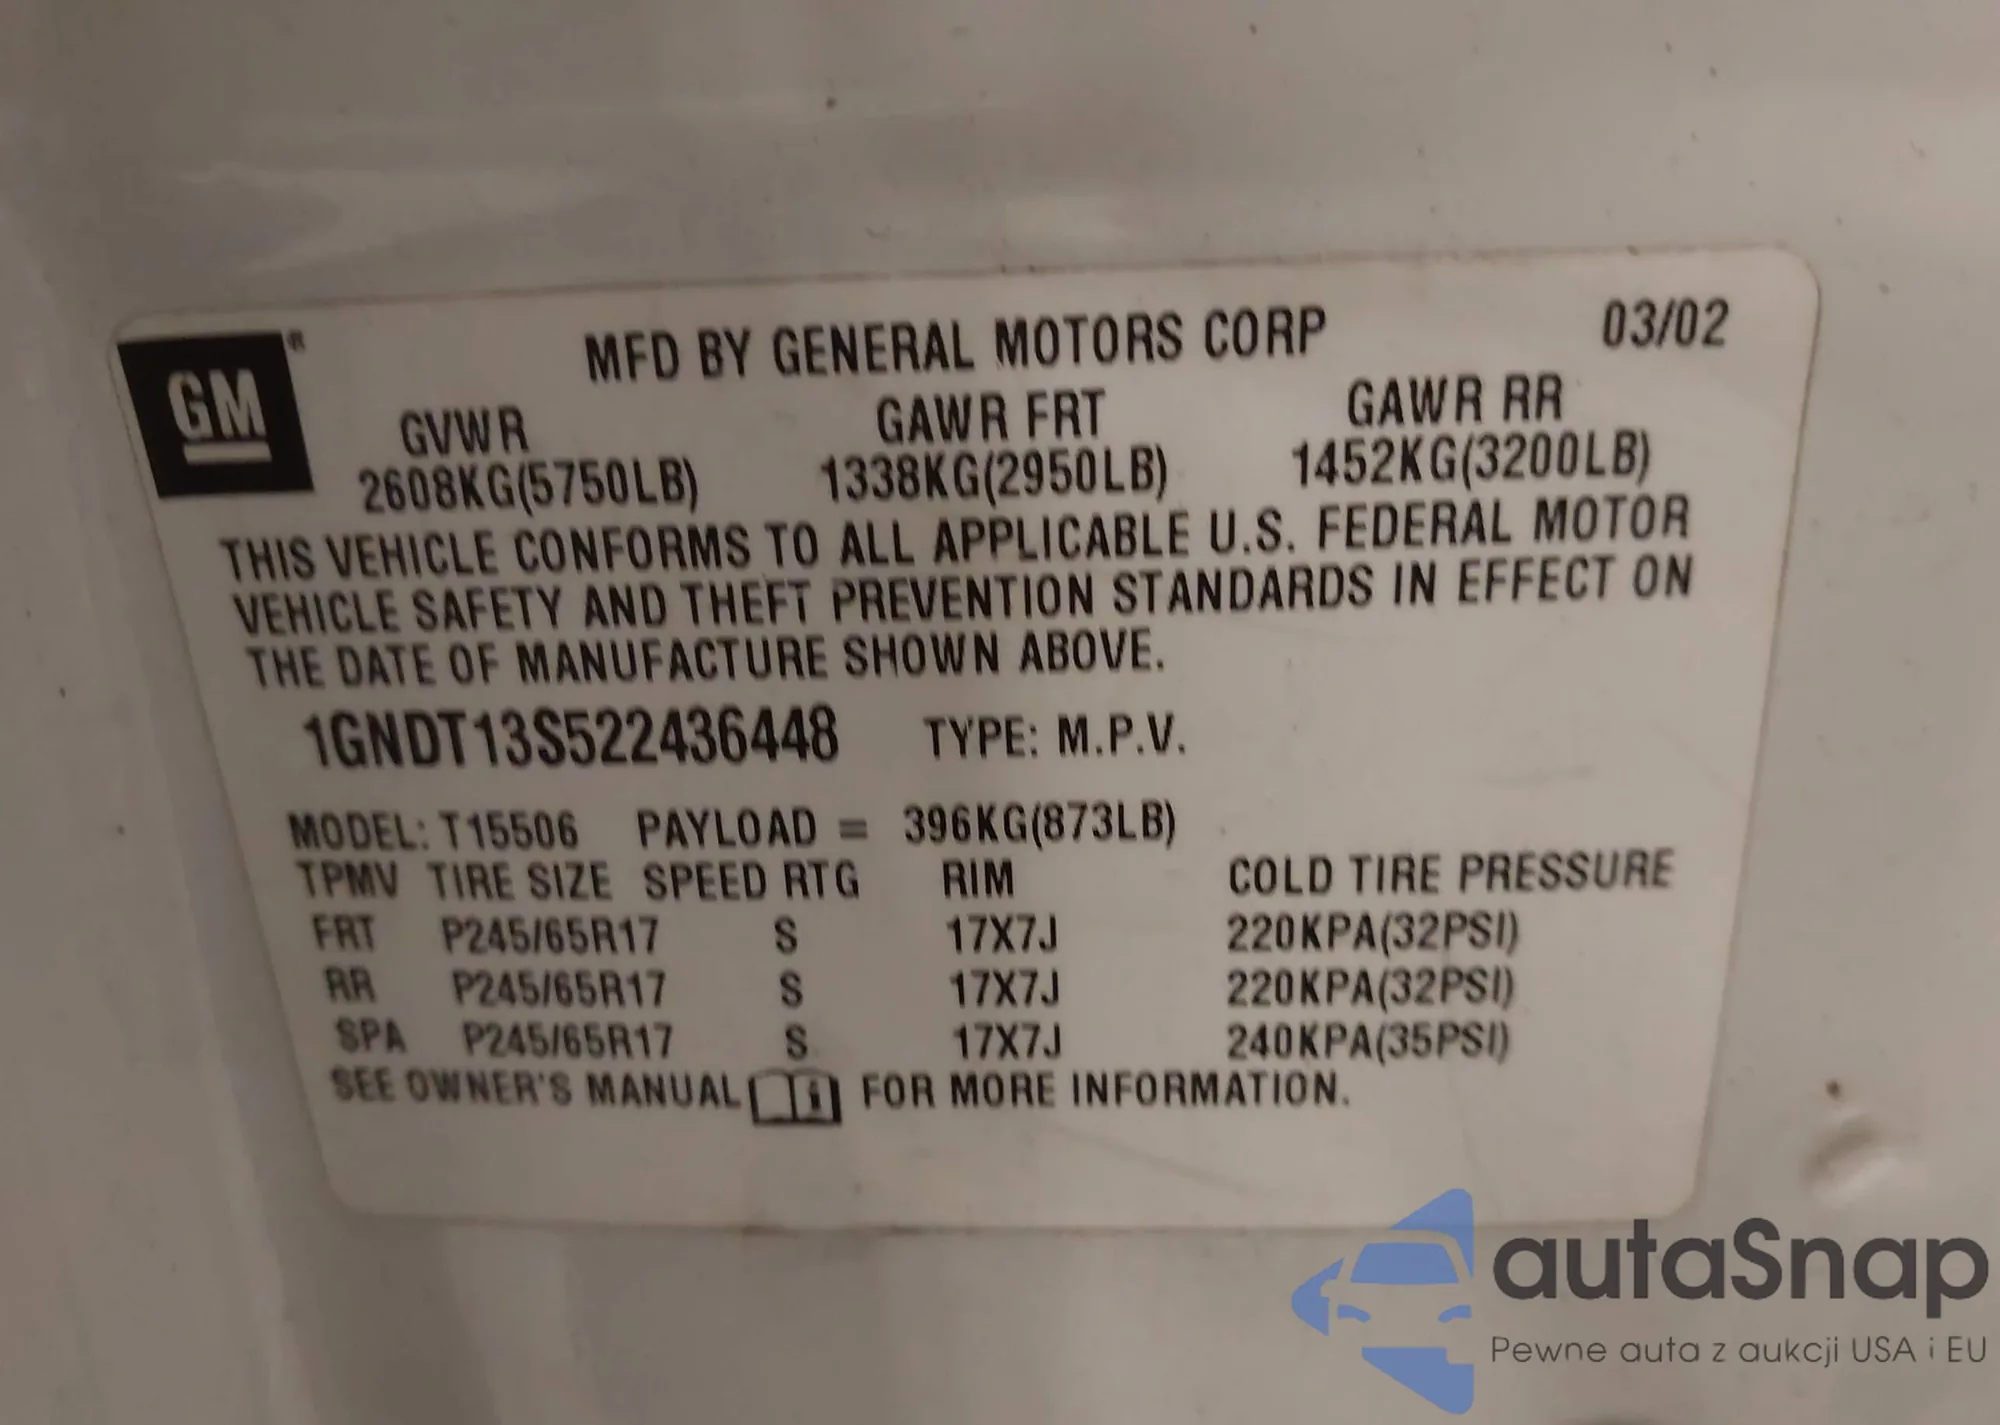 GM®
MFD BY GENERAL MOTORS CORP 03/02
GVWR GAWR FRT GAWR RR
2608KG(5750LB) 1338KG(2950LB) 1452KG(3200LB)
THIS VEHICLE CONFORMS TO ALL APPLICABLE U.S. FEDERAL MOTOR
VEHICLE SAFETY AND THEFT PREVENTION STANDARDS IN EFFECT ON
THE DATE OF MANUFACTURE SHOWN ABOVE.
1GNDT13S522436448 TYPE: M.P.V.
MODEL: T15506 PAYLOAD = 396KG(873LB)
TPMV TIRE SIZE SPEED RTG RIM COLD TIRE PRESSURE
FRT P245/65R17 S 17X7J 220KPA(32PSI)
RR P245/65R17 S 17X7J 220KPA(32PSI)
SPA P245/65R17 S 17X7J 240KPA(35PSI)
SEE OWNER'S MANUAL FOR MORE INFORMATION.
autaSnap
Pewne auta z aukcji USA i EU